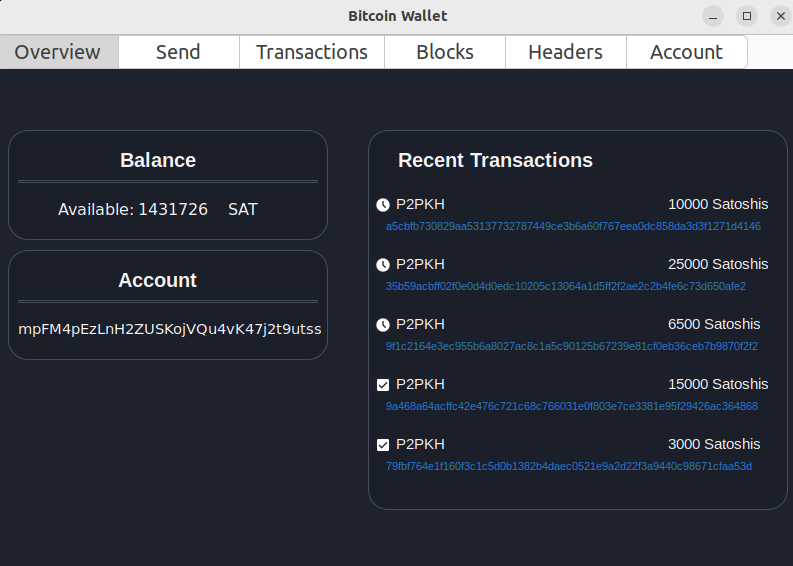 Bitcoin Wallet
Overview Send Transactions Blocks Headers Account
Balance
Available: 1431726 SAT
Account
mpFM4pEzLnH2ZUSKojVQu4vK47j2t9utss
Recent Transactions
P2PKH 10000 Satoshis
a5cbfb730829aa53137732787449ce3b6a60f767eea0dc858da3d3f1271d4146
P2PKH 25000 Satoshis
35b59acbff02f0e0d4d0edc10205c13064a1d5ff2f2ae2c2b4fe6c73d650afe2
P2PKH 6500 Satoshis
9f1c2164e3ec955b6a8027ac8c1a5c90125b67239e81cf0eb36ceb7b9870f2f2
P2PKH 15000 Satoshis
9a468a64acffc42e476c721c68c766031e0f803e7ce3381e95f29426ac364868
P2PKH 3000 Satoshis
79fbf764e1f160f3c1c5d0b1382b4daec0521e9a2d22f3a9440c98671cfaa53d